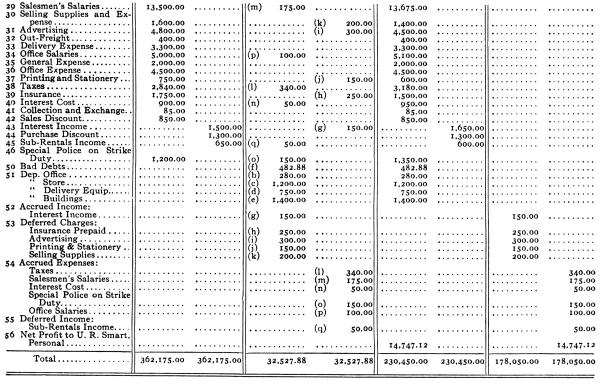 29 Salesmen's Salaries 13,500.00 (m) 175.00 13,675.00
30 Selling Supplies and Ex-
pense 1,600.00 (k) 200.00 1,400.00
31 Advertising 4,800.00 (i) 300.00 4,500.00
32 Out-Freight 400.00 400.00
33 Delivery Expense 3,300.00 3,300.00
34 Office Salaries 5,000.00 (p) 100.00 5,100.00
35 General Expense 2,000.00 2,000.00
36 Office Expense 4,500.00 4,500.00
37 Printing and Stationery 750.00 (j) 150.00 600.00
38 Taxes 2,840.00 (l) 340.00 3,180.00
39 Insurance 1,750.00 (h) 250.00 1,500.00
40 Interest Cost 900.00 (n) 50.00 950.00
41 Collection and Exchange 85.00 85.00
42 Sales Discount 850.00 850.00
43 Interest Income 1,500.00 (g) 150.00 1,650.00
44 Purchase Discount 1,300.00 1,300.00
45 Sub-Rentals Income 650.00 (q) 50.00 600.00
46 Special Police on Strike
Duty 1,200.00 (o) 150.00 1,350.00
50 Bad Debts (f) 482.88 482.88
51 Dep. Office (b) 280.00 280.00
" Store (c) 1,200.00 1,200.00
" Delivery Equip. (d) 750.00 750.00
" Buildings (e) 1,400.00 1,400.00
52 Accrued Income:
Interest Income (g) 150.00 150.00
53 Deferred Charges:
Insurance Prepaid (h) 250.00 250.00
Advertising (i) 300.00 300.00
Printing & Stationery (j) 150.00 150.00
Selling Supplies (k) 200.00 200.00
54 Accrued Expenses:
Taxes (l) 340.00 340.00
Salesmen's Salaries (m) 175.00 175.00
Interest Cost (n) 50.00 50.00
Special Police on Strike
Duty (o) 150.00 150.00
Office Salaries (p) 100.00 100.00
55 Deferred Income:
Sub-Rentals Income (q) 50.00 50.00
56 Net Profit to U. R. Smart,
Personal 14,747.12 14,747.12
Total 362,175.00 362,175.00 32,527.88 32,527.88 230,450.00 230,450.00 178,050.00 178,050.00